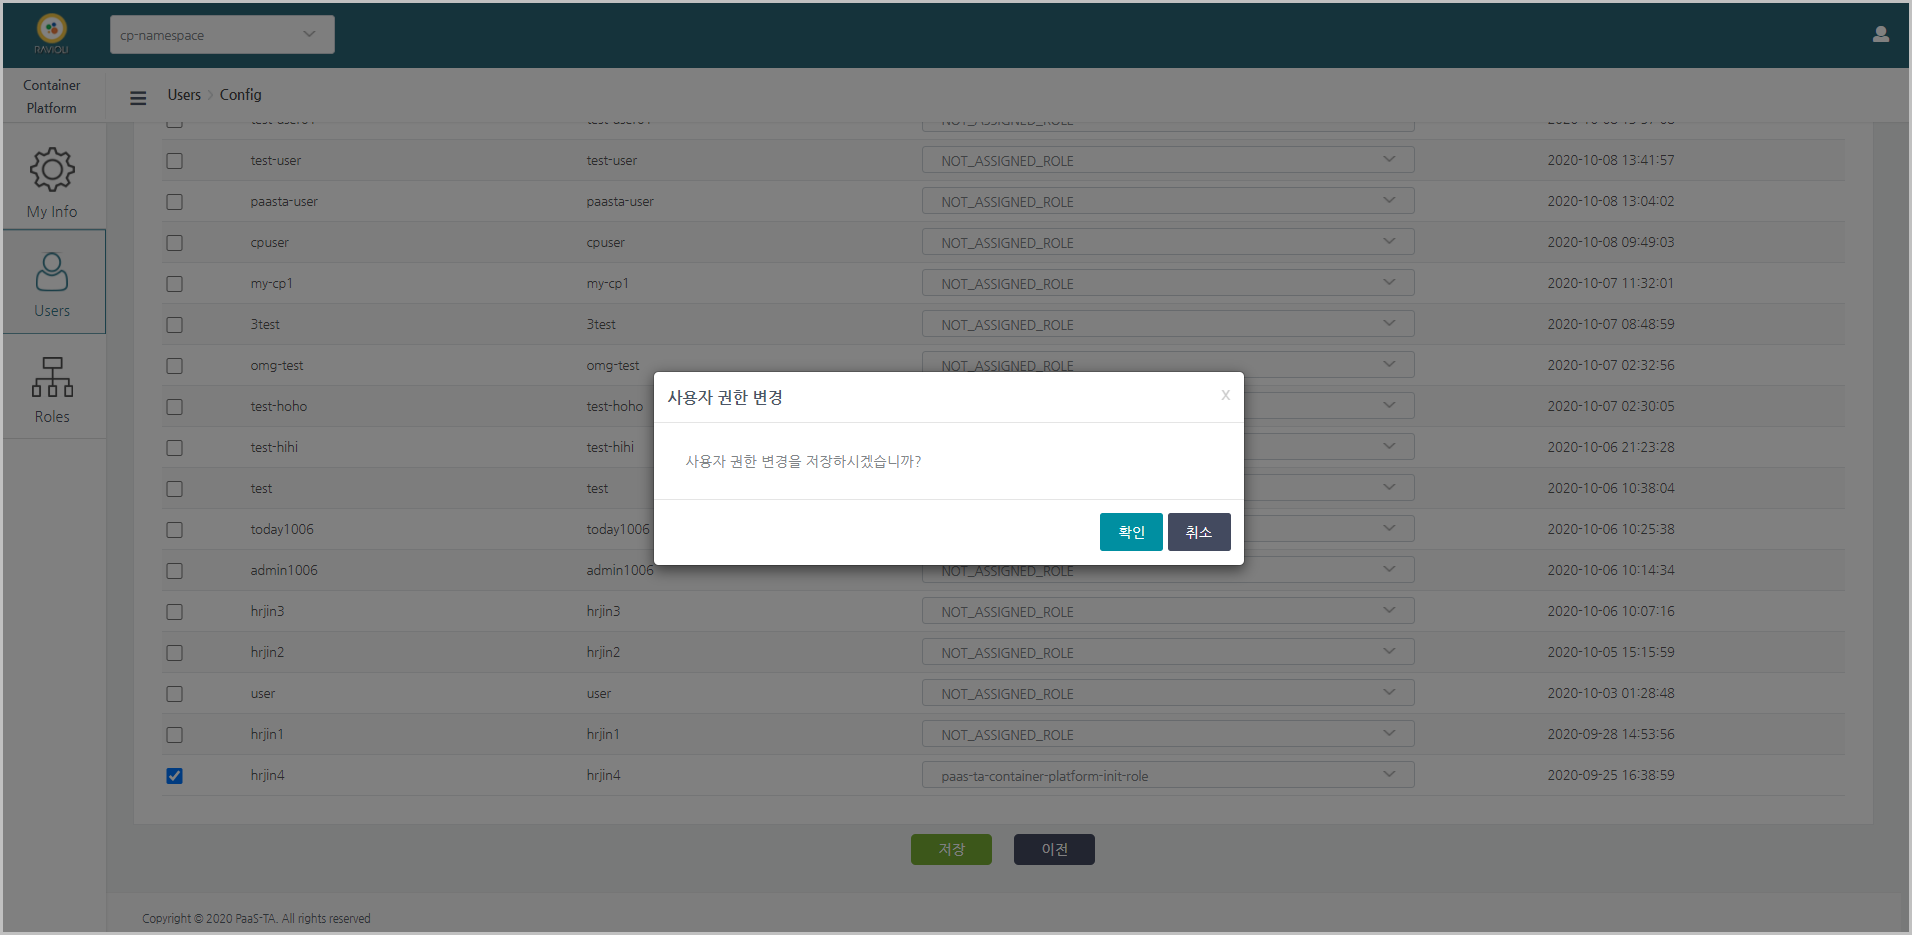 RAVIOLI
cp-namespace
Container
Platform
Users > Config
My Info
Users
Roles
test-user test-user NOT_ASSIGNED_ROLE 2020-10-08 13:41:57
paasta-user paasta-user NOT_ASSIGNED_ROLE 2020-10-08 13:04:02
cpuser cpuser NOT_ASSIGNED_ROLE 2020-10-08 09:49:03
my-cp1 my-cp1 NOT_ASSIGNED_ROLE 2020-10-07 11:32:01
3test 3test NOT_ASSIGNED_ROLE 2020-10-07 08:48:59
omg-test omg-test NOT_ASSIGNED_ROLE 2020-10-07 02:32:56
test-hoho test-hoho 2020-10-07 02:30:05
test-hihi test-hihi 2020-10-06 21:23:28
test test 2020-10-06 10:38:04
today1006 today1006 2020-10-06 10:25:38
admin1006 admin1006 NOT_ASSIGNED_ROLE 2020-10-06 10:14:34
hrjin3 hrjin3 NOT_ASSIGNED_ROLE 2020-10-06 10:07:16
hrjin2 hrjin2 NOT_ASSIGNED_ROLE 2020-10-05 15:15:59
user user NOT_ASSIGNED_ROLE 2020-10-03 01:28:48
hrjin1 hrjin1 NOT_ASSIGNED_ROLE 2020-09-28 14:53:56
hrjin4 hrjin4 paas-ta-container-platform-init-role 2020-09-25 16:38:59
사용자 권한 변경 X
사용자 권한 변경을 저장하시겠습니까?
확인 취소
저장 이전
Copyright © 2020 PaaS-TA. All rights reserved